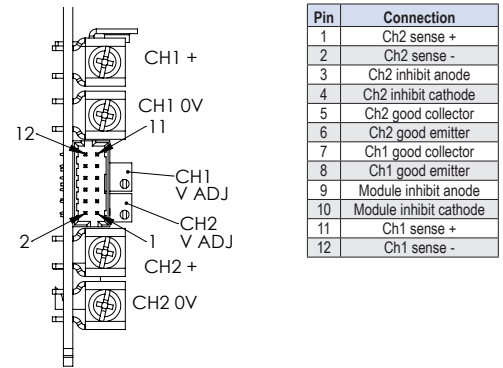 CH1 +
CH1 0V
12
11
CH1
V ADJ
CH2
V ADJ
2
1
CH2 +
CH2 0V
Pin Connection
1 Ch2 sense +
2 Ch2 sense -
3 Ch2 inhibit anode
4 Ch2 inhibit cathode
5 Ch2 good collector
6 Ch2 good emitter
7 Ch1 good collector
8 Ch1 good emitter
9 Module inhibit anode
10 Module inhibit cathode
11 Ch1 sense +
12 Ch1 sense -